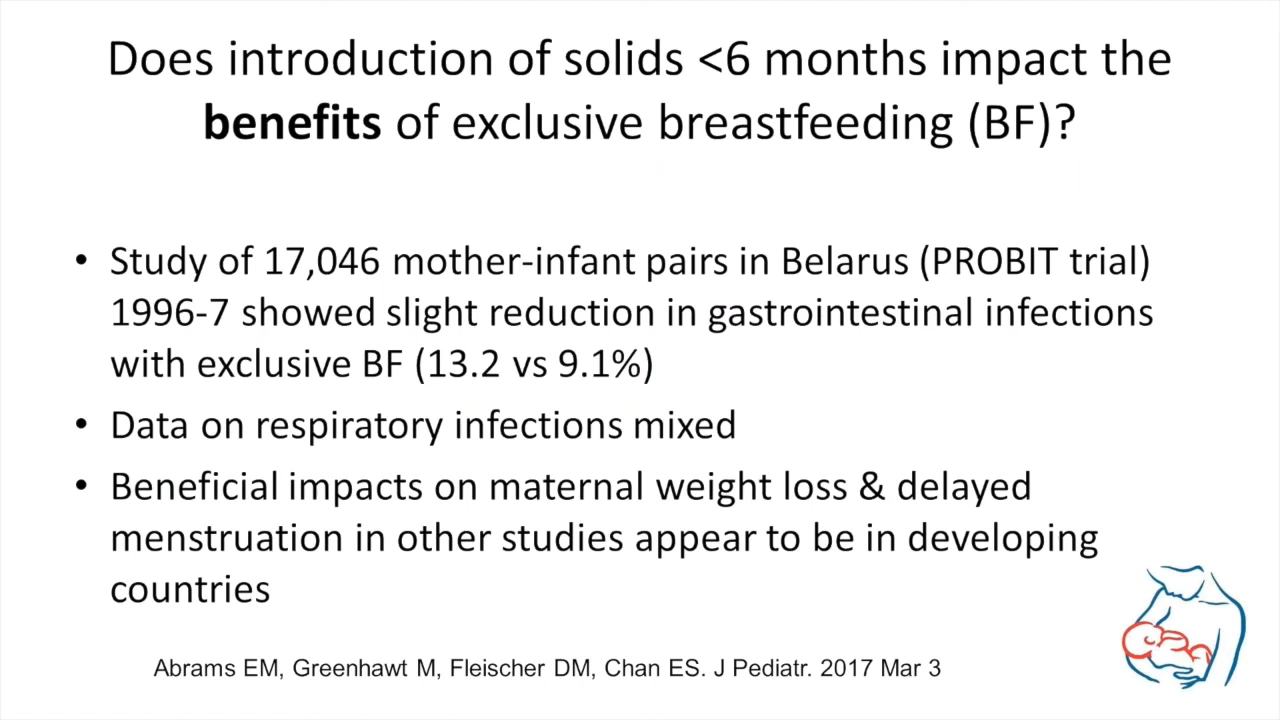 Does introduction of solids <6 months impact the
benefits of exclusive breastfeeding (BF)?
• Study of 17,046 mother-infant pairs in Belarus (PROBIT trial)
1996-7 showed slight reduction in gastrointestinal infections
with exclusive BF (13.2 vs 9.1%)
• Data on respiratory infections mixed
• Beneficial impacts on maternal weight loss & delayed
menstruation in other studies appear to be in developing
countries
Abrams EM, Greenhawt M, Fleischer DM, Chan ES. J Pediatr. 2017 Mar 3